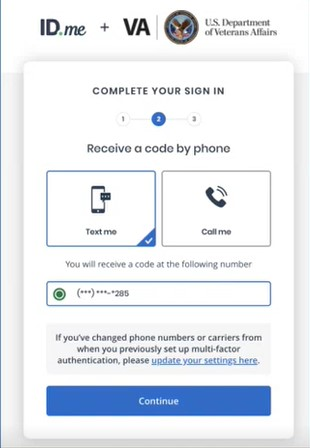 ID.me + VA U.S. Department
of Veterans Affairs
COMPLETE YOUR SIGN IN
1 2 3
Receive a code by phone
Text me Call me
You will receive a code at the following number
(***) ***-*285
If you've changed phone numbers or carriers from
when you previously set up multi-factor
authentication, please update your settings here.
Continue